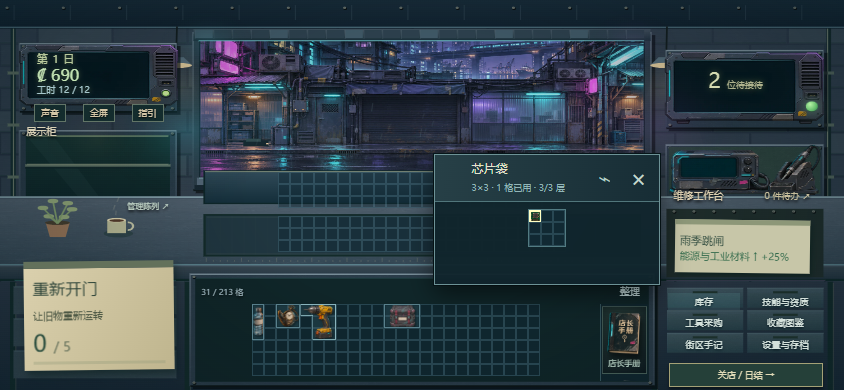 第 1 日
₡ 690
工时 12 / 12
声音
全屏
指引
展示柜
管理陈列 ↗
重新开门
让旧物重新运转
0 / 5
芯片袋
3×3 · 1 格已用 · 3/3 层
31 / 213 格
整理
店长手册
店长手册
2 位待接待
维修工作台
0 件待办 ↗
雨季跳闸
能源与工业材料↑+25%
库存
技能与资质
工具采购
收藏图鉴
街区手记
设置与存档
关店 / 日结 →